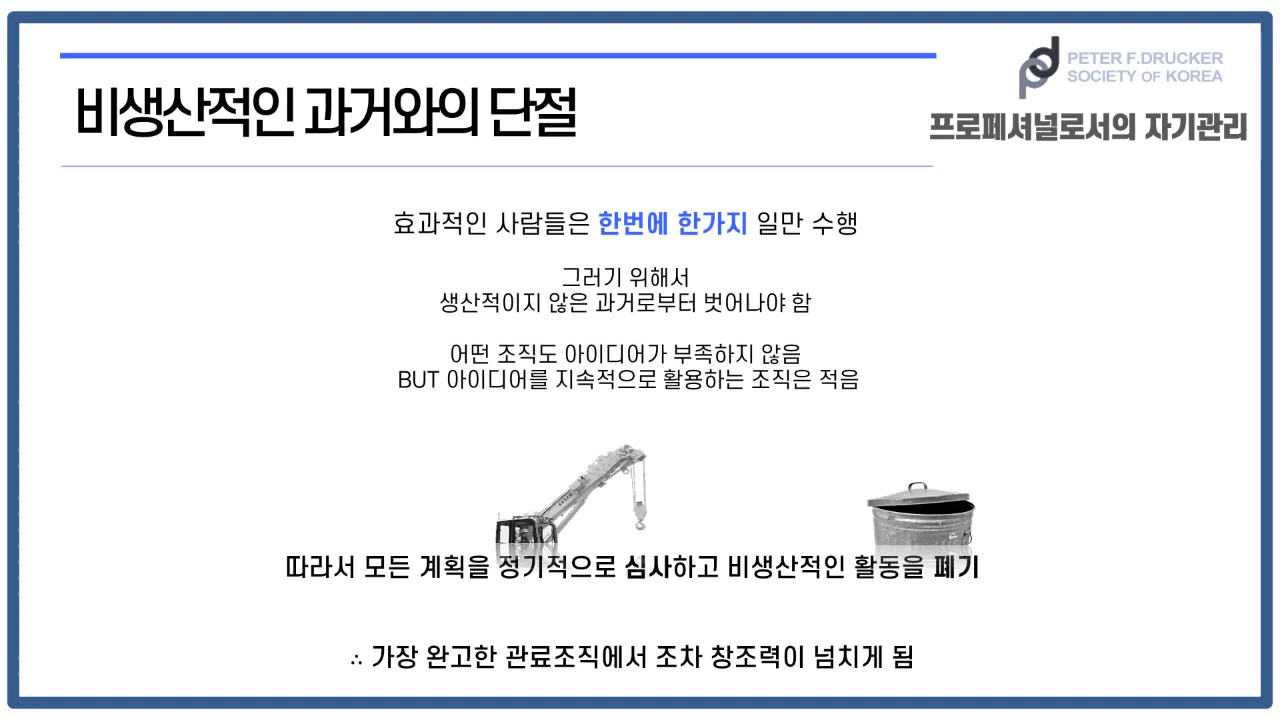 PETER F.DRUCKER
SOCIETY OF KOREA
비생산적인 과거와의 단절
프로페셔널로서의 자기관리
효과적인 사람들은 한번에 한가지 일만 수행
그러기 위해서
생산적이지 않은 과거로부터 벗어나야 함
어떤 조직도 아이디어가 부족하지 않음
BUT 아이디어를 지속적으로 활용하는 조직은 적음
따라서 모든 계획을 정기적으로 심사하고 비생산적인 활동을 폐기
∴ 가장 완고한 관료조직에서 조차 창조력이 넘치게 됨